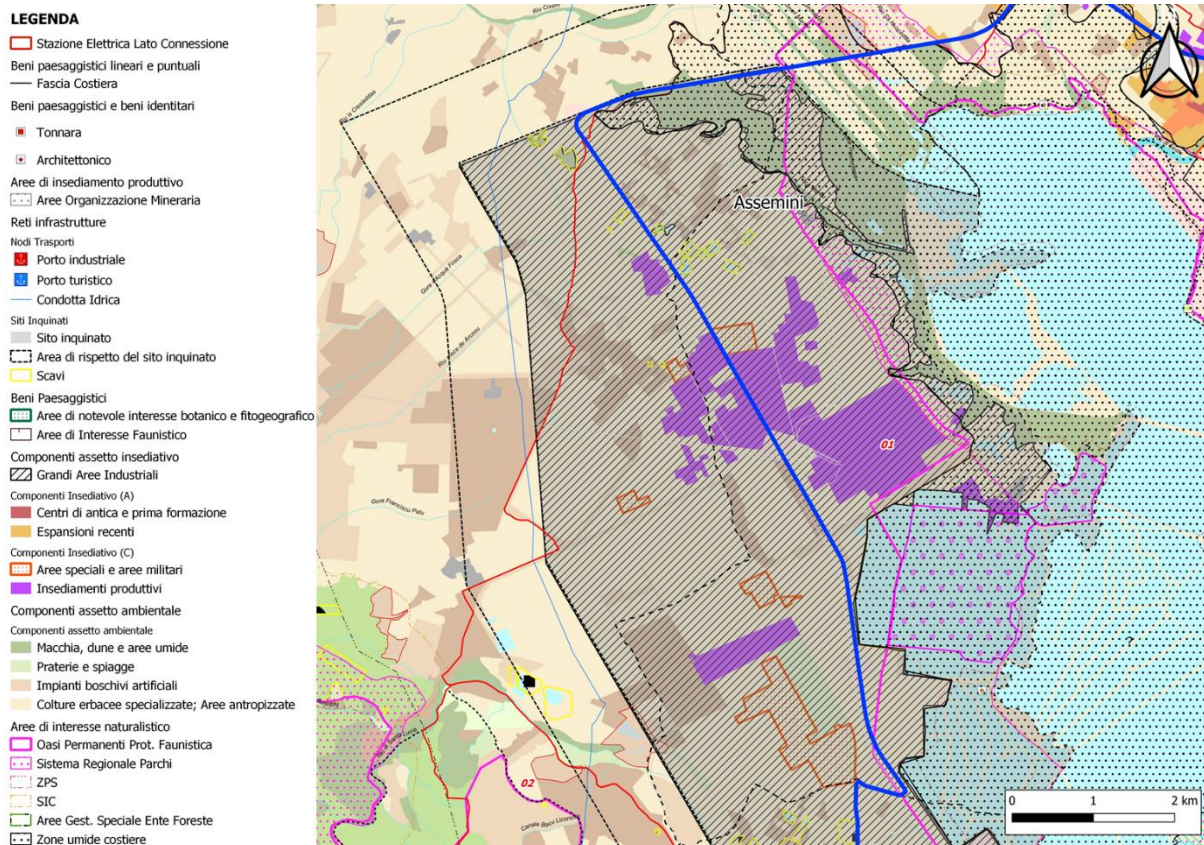 LEGENDA
Stazione Elettrica Lato Connessione
Beni paesaggistici lineari e puntuali
Fascia Costiera
Beni paesaggistici e beni identitari
Tonnara
Architettonico
Aree di insediamento produttivo
Aree Organizzazione Mineraria
Reti infrastrutture
Nodi Trasporti
Porto industriale
Porto turistico
Condotta Idrica
Siti Inquinati
Sito inquinato
Area di rispetto del sito inquinato
Scavi
Beni Paesaggistici
Aree di notevole interesse botanico e fitogeografico
Aree di Interesse Faunistico
Componenti assetto insediativo
Grandi Aree Industriali
Componenti Insediativo (A)
Centri di antica e prima formazione
Espansioni recenti
Componenti Insediativo (C)
Aree speciali e aree militari
Insediamenti produttivi
Componenti assetto ambientale
Componenti assetto ambientale
Macchia, dune e aree umide
Praterie e spiagge
Impianti boschivi artificiali
Colture erbacee specializzate; Aree antropizzate
Aree di interesse naturalistico
Oasi Permanenti Prot. Faunistica
Sistema Regionale Parchi
ZPS
SIC
Aree Gest. Speciale Ente Foreste
Zone umide costiere
Assemini
Gora Franciscu Palu
01
02
?
0 1 2 km